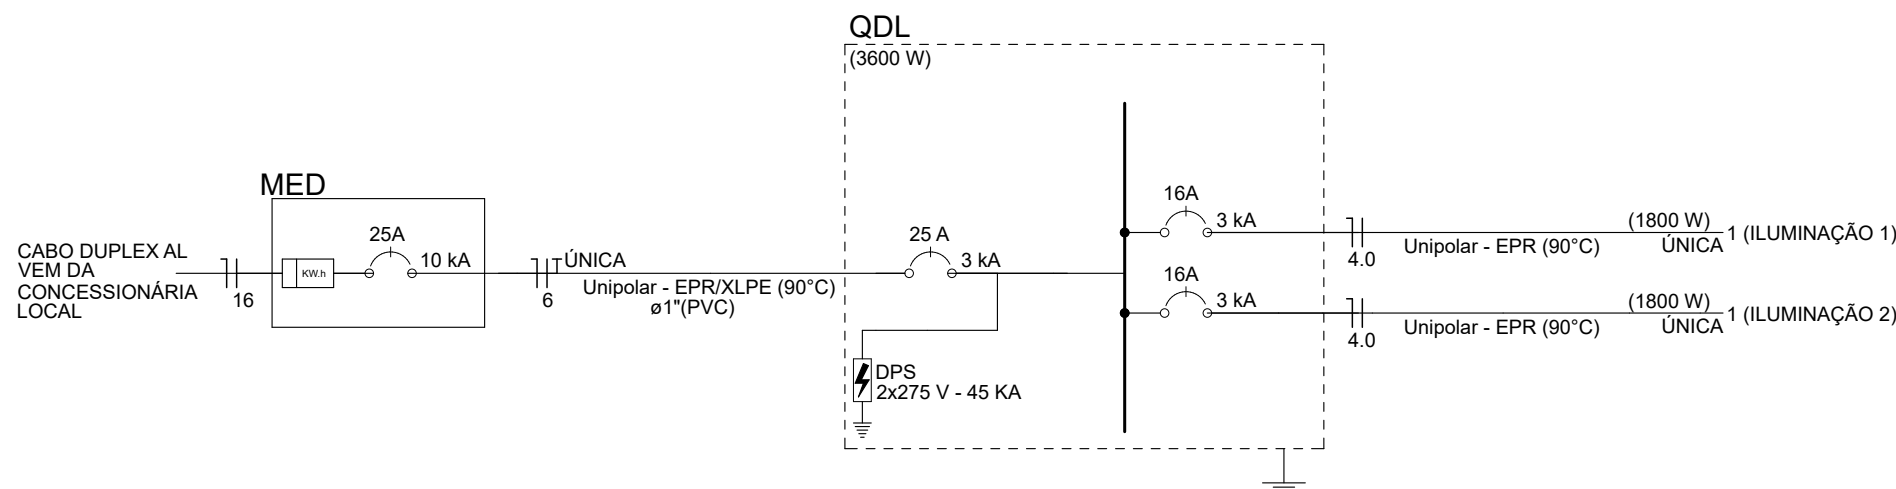 QDL
(3600 W)
MED
CABO DUPLEX AL
VEM DA
CONCESSIONÁRIA
LOCAL
16
KW.h
25A
10 kA
6
ÚNICA
Unipolar - EPR/XLPE (90°C)
ø1"(PVC)
25 A
3 kA
DPS
2x275 V - 45 KA
16A
3 kA
4.0
Unipolar - EPR (90°C)
(1800 W)
ÚNICA
1 (ILUMINAÇÃO 1)
16A
3 kA
4.0
Unipolar - EPR (90°C)
(1800 W)
ÚNICA
1 (ILUMINAÇÃO 2)